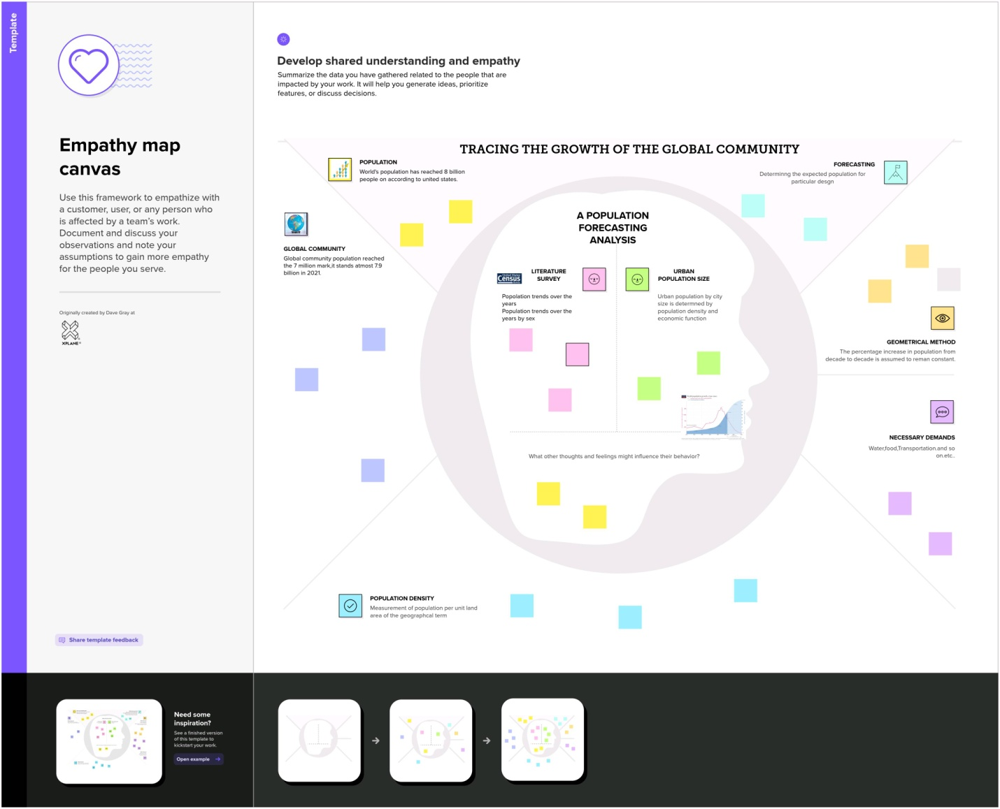 Template
Empathy map
canvas
Use this framework to empathize with
a customer, user, or any person who
is affected by a team's work.
Document and discuss your
observations and note your
assumptions to gain more empathy
for the people you serve.
Originally created by Dave Gray at
XPLANE
Share template feedback
Develop shared understanding and empathy
Summarize the data you have gathered related to the people that are
impacted by your work. It will help you generate ideas, prioritize
features, or discuss decisions.
TRACING THE GROWTH OF THE GLOBAL COMMUNITY
POPULATION
World's population has reached 8 billion
people on according to united states.
FORECASTING
Determinng the expected population for
particular desgn
GLOBAL COMMUNITY
Global community population reached
the 7 million mark,it stands atmost 7.9
billion in 2021.
A POPULATION
FORECASTING
ANALYSIS
Census
LITERATURE
SURVEY
Popolation trends over the
years
Population trends over the
years by sex
URBAN
POPULATION SIZE
Urban population by city
size is determned by
population density and
economic function
GEOMETRICAL METHOD
The percentage increase in population from
decade to decade is assumed to reman constant.
NECESSARY DEMANDS
Water,food,Transportation.and so
on.etc..
What other thoughts and feelings might influence their behavior?
POPULATION DENSITY
Measurement of population per unit land
area of the geographcal term
Need some
inspiration?
See a finished version
of this template to
kickstart your work.
Open example